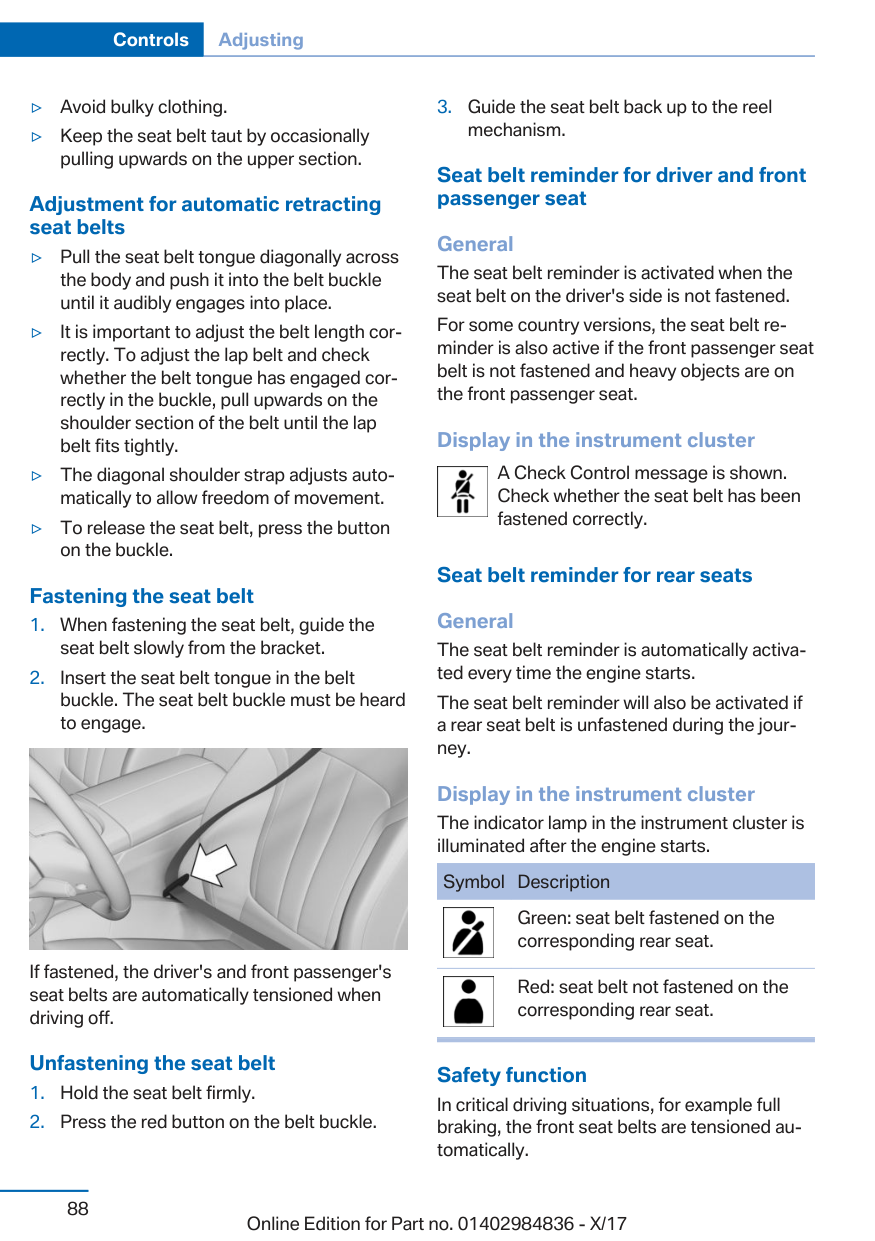 Controls Adjusting
▷ Avoid bulky clothing.
▷ Keep the seat belt taut by occasionally
pulling upwards on the upper section.
Adjustment for automatic retracting
seat belts
▷ Pull the seat belt tongue diagonally across
the body and push it into the belt buckle
until it audibly engages into place.
▷ It is important to adjust the belt length cor-
rectly. To adjust the lap belt and check
whether the belt tongue has engaged cor-
rectly in the buckle, pull upwards on the
shoulder section of the belt until the lap
belt fits tightly.
▷ The diagonal shoulder strap adjusts auto-
matically to allow freedom of movement.
▷ To release the seat belt, press the button
on the buckle.
Fastening the seat belt
1. When fastening the seat belt, guide the
seat belt slowly from the bracket.
2. Insert the seat belt tongue in the belt
buckle. The seat belt buckle must be heard
to engage.
If fastened, the driver's and front passenger's
seat belts are automatically tensioned when
driving off.
Unfastening the seat belt
1. Hold the seat belt firmly.
2. Press the red button on the belt buckle.
3. Guide the seat belt back up to the reel
mechanism.
Seat belt reminder for driver and front
passenger seat
General
The seat belt reminder is activated when the
seat belt on the driver's side is not fastened.
For some country versions, the seat belt re-
minder is also active if the front passenger seat
belt is not fastened and heavy objects are on
the front passenger seat.
Display in the instrument cluster
A Check Control message is shown.
Check whether the seat belt has been
fastened correctly.
Seat belt reminder for rear seats
General
The seat belt reminder is automatically activa-
ted every time the engine starts.
The seat belt reminder will also be activated if
a rear seat belt is unfastened during the jour-
ney.
Display in the instrument cluster
The indicator lamp in the instrument cluster is
illuminated after the engine starts.
Symbol Description
Green: seat belt fastened on the
corresponding rear seat.
Red: seat belt not fastened on the
corresponding rear seat.
Safety function
In critical driving situations, for example full
braking, the front seat belts are tensioned au-
tomatically.
88
Online Edition for Part no. 01402984836 - X/17